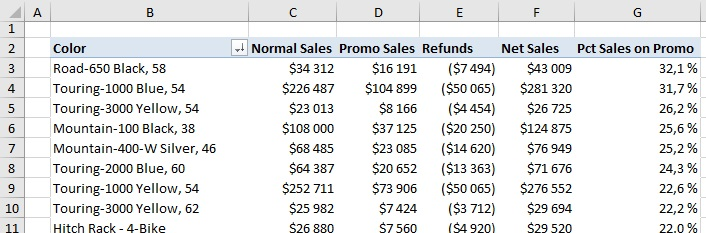 A B C D E F G
1
2 Color Normal Sales Promo Sales Refunds Net Sales Pct Sales on Promo
3 Road-650 Black, 58 $34 312 $16 191 ($7 494) $43 009 32,1 %
4 Touring-1000 Blue, 54 $226 487 $104 899 ($50 065) $281 320 31,7 %
5 Touring-3000 Yellow, 54 $23 013 $8 166 ($4 454) $26 725 26,2 %
6 Mountain-100 Black, 38 $108 000 $37 125 ($20 250) $124 875 25,6 %
7 Mountain-400-W Silver, 46 $68 485 $23 085 ($14 620) $76 949 25,2 %
8 Touring-2000 Blue, 60 $64 387 $20 652 ($13 363) $71 676 24,3 %
9 Touring-1000 Yellow, 54 $252 711 $73 906 ($50 065) $276 552 22,6 %
10 Touring-3000 Yellow, 62 $25 982 $7 424 ($3 712) $29 694 22,2 %
11 Hitch Rack - 4-Bike $26 880 $7 560 ($4 920) $29 520 22,0 %